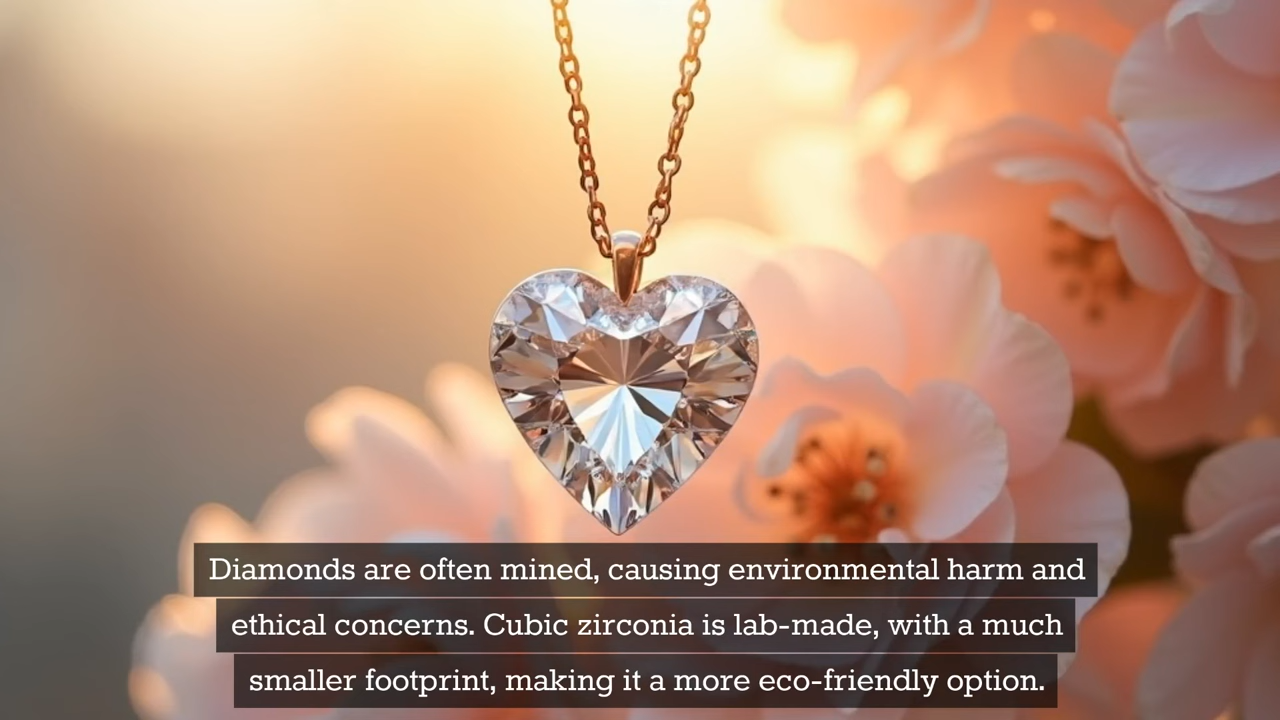 Diamonds are often mined, causing environmental harm and
ethical concerns. Cubic zirconia is lab-made, with a much
smaller footprint, making it a more eco-friendly option.